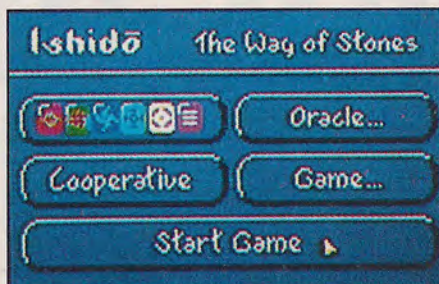 Ishidō The Way of Stones
Oracle...
Cooperative Game...
Start Game